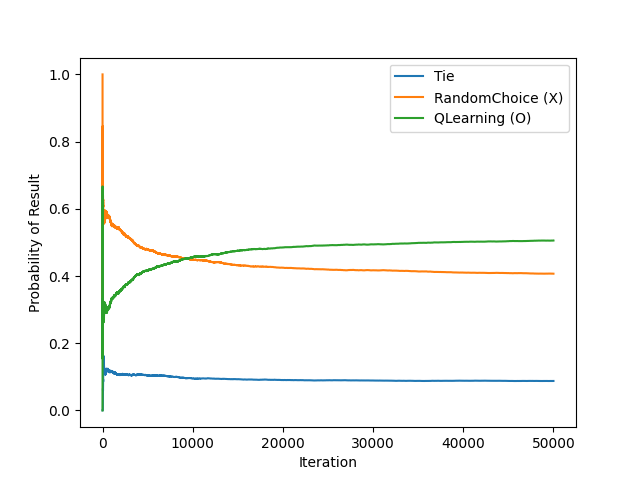 Tie
RandomChoice (X)
QLearning (O)
1.0
0.8
0.6
0.4
0.2
0.0
Probability of Result
0 10000 20000 30000 40000 50000
Iteration